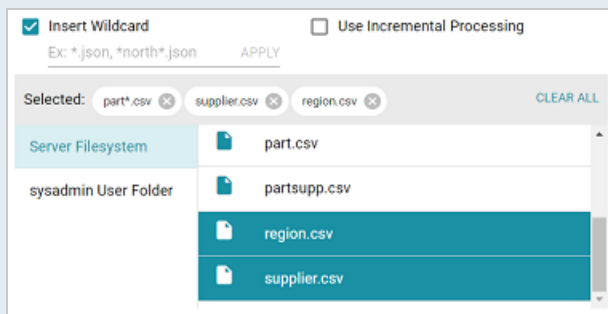 Insert Wildcard
Use Incremental Processing
Ex: *.json, *north*.json
APPLY
Selected: part*.csv supplier.csv region.csv CLEAR ALL
Server Filesystem
sysadmin User Folder
part.csv
partsupp.csv
region.csv
supplier.csv